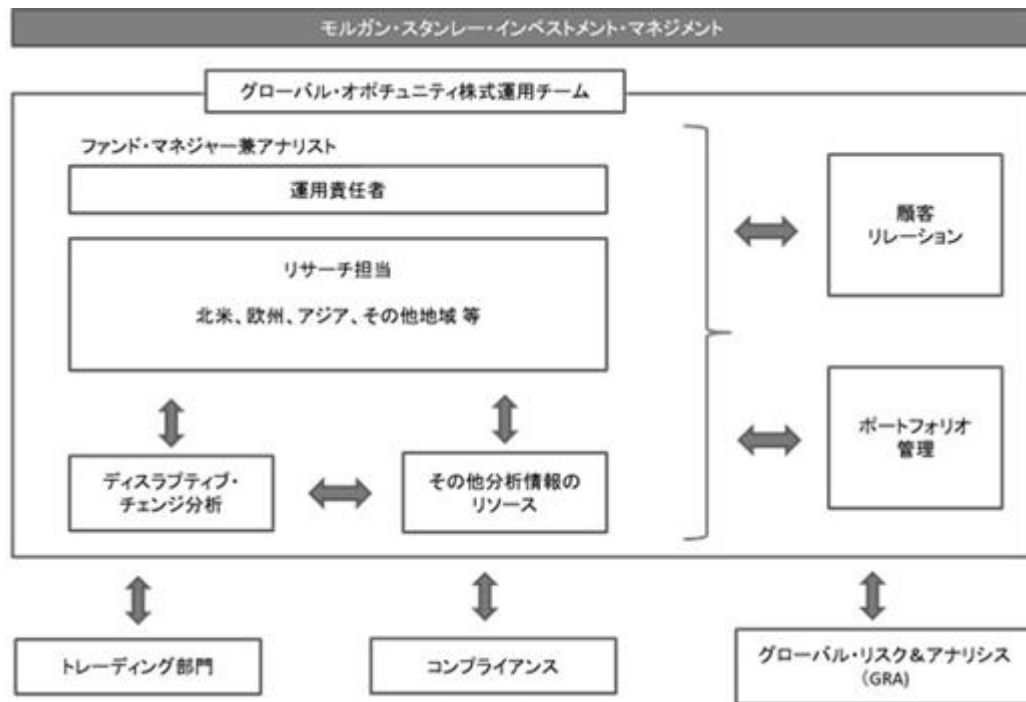 モルガン・スタンレー・インベストメント・マネジメント
グローバル・オポチュニティ株式運用チーム
ファンド・マネジャー兼アナリスト
運用責任者
リサーチ担当
北米、欧州、アジア、その他地域 等
顧客
リレーション
ポートフォリオ
管理
ディスラプティブ・
チェンジ分析
その他分析情報の
リソース
トレーディング部門
コンプライアンス
グローバル・リスク＆アナリシス
（GRA)